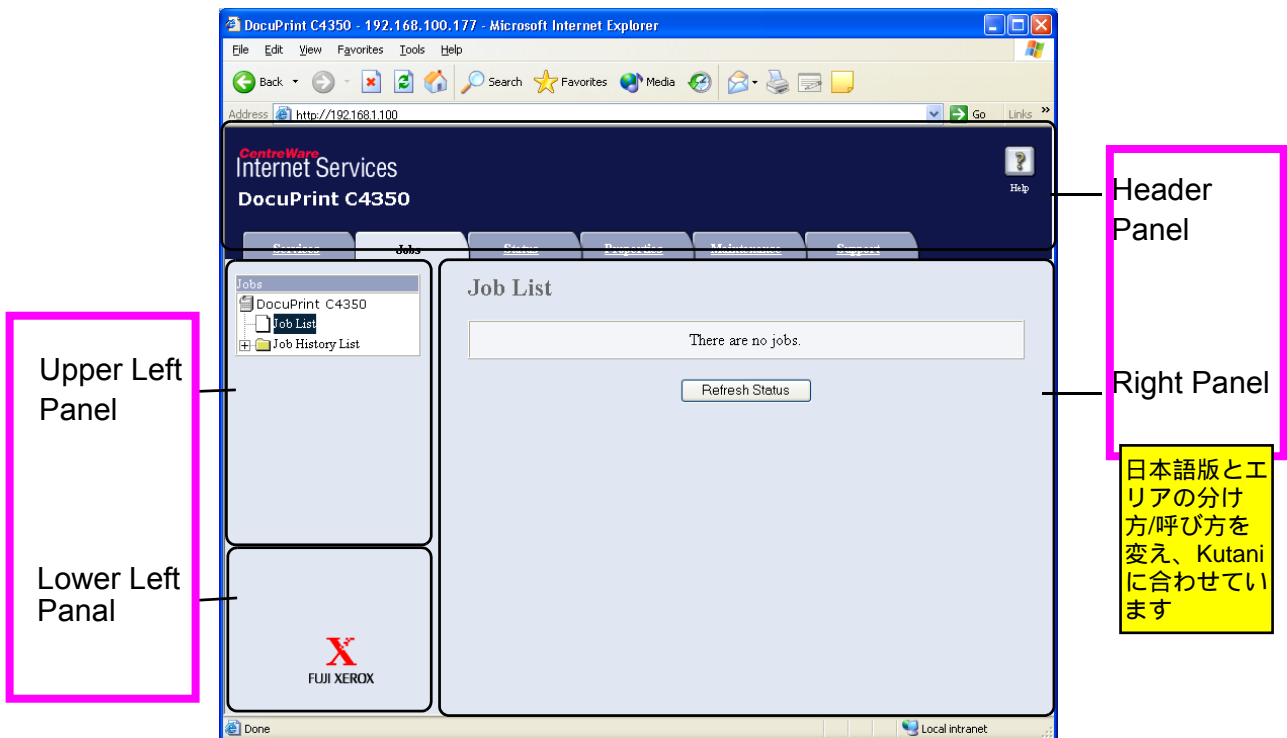 DocuPrint C4350 - 192.168.100.177 - Microsoft Internet Explorer
File Edit View Favorites Tools Help
Back Search Favorites Media
Address http://192.168.1.100 Go Links »
CentreWare
Internet Services
DocuPrint C4350
Help
Services Jobs Status Properties Maintenance Support
Jobs
DocuPrint C4350
Job List
Job History List
Job List
There are no jobs.
Refresh Status
X
FUJI XEROX
Done Local intranet
Upper Left
Panel
Lower Left
Panal
Header
Panel
Right Panel
日本語版とエ
リアの分け
方/呼び方を
変え、Kutani
に合わせてい
ます